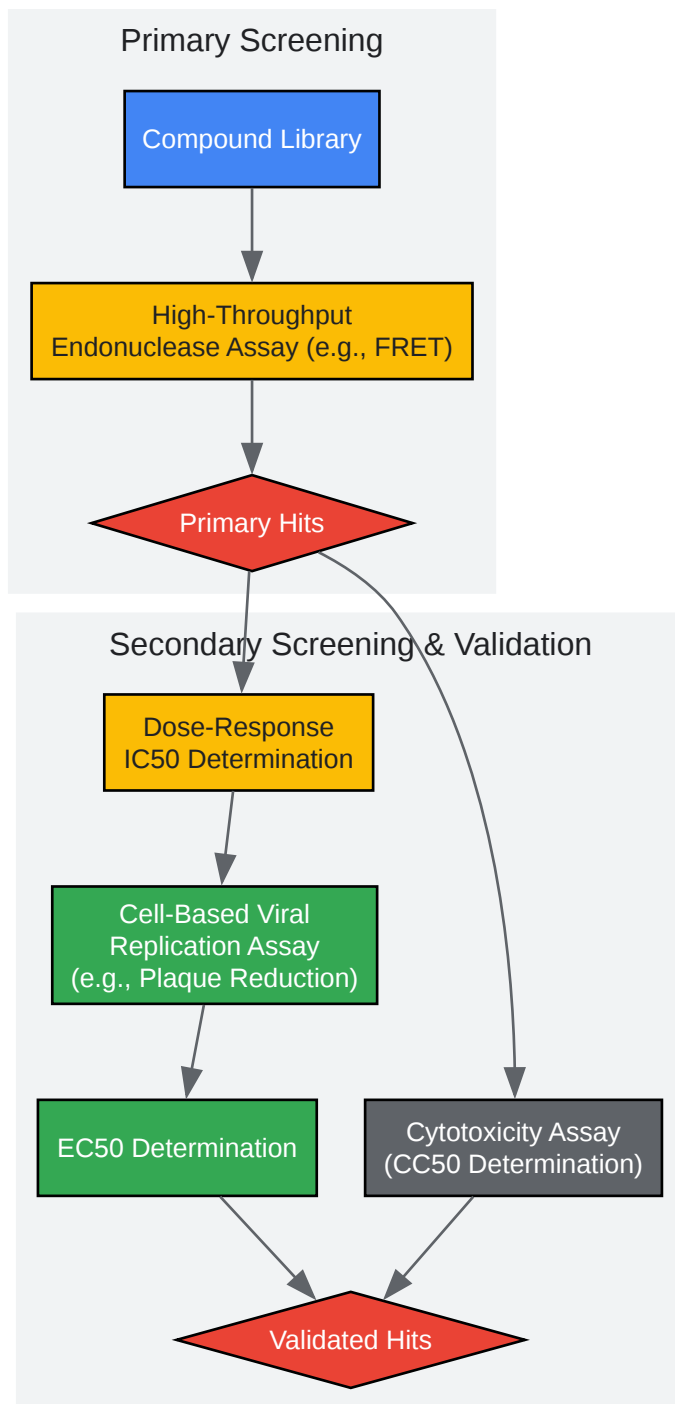 Primary Screening
Compound Library
High-Throughput
Endonuclease Assay (e.g., FRET)
Primary Hits
Secondary Screening & Validation
Dose-Response
IC50 Determination
Cell-Based Viral
Replication Assay
(e.g., Plaque Reduction)
EC50 Determination
Cytotoxicity Assay
(CC50 Determination)
Validated Hits